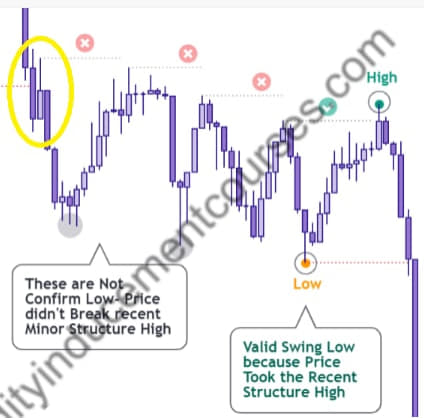 High
These are Not
Confirm Low- Price
didn't Break recent
Minor Structure High
Low
Valid Swing Low
because Price
Took the Recent
Structure High
ityinducementcourses.com